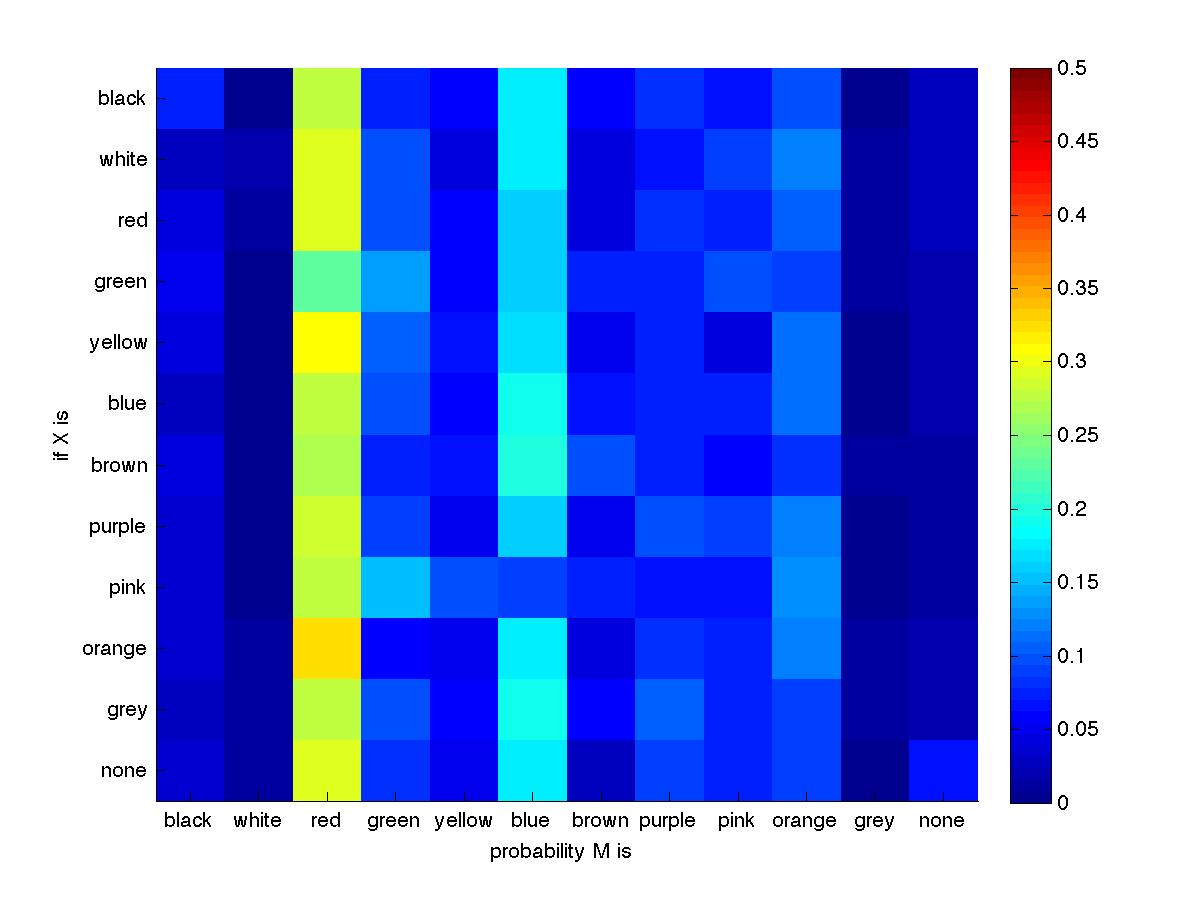 black
white
red
green
yellow
blue
brown
purple
pink
orange
grey
none
if X is
black white red green yellow blue brown purple pink orange grey none
probability M is
0.5
0.45
0.4
0.35
0.3
0.25
0.2
0.15
0.1
0.05
0